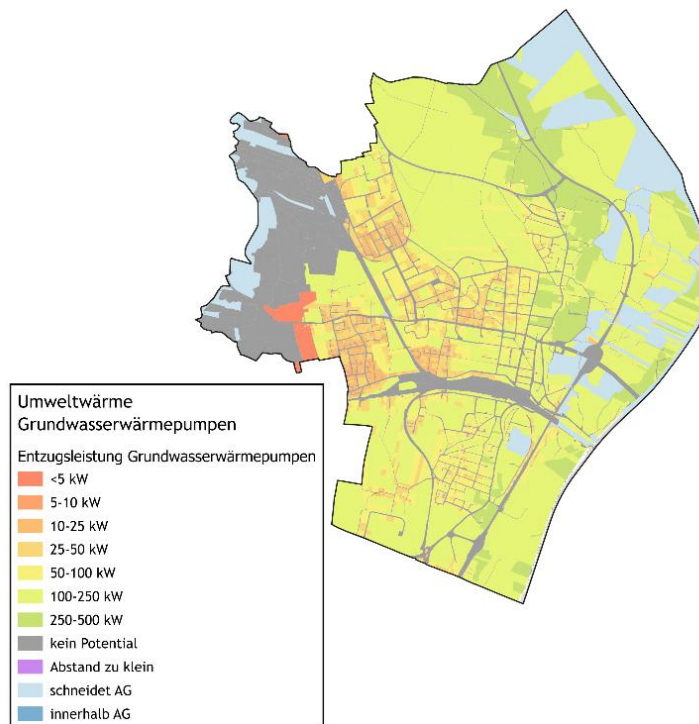 Umweltwärme
Grundwasserwärmepumpen
Entzugsleistung Grundwasserwärmepumpen
<5 kW
5-10 kW
10-25 kW
25-50 kW
50-100 kW
100-250 kW
250-500 kW
kein Potential
Abstand zu klein
schneidet AG
innerhalb AG